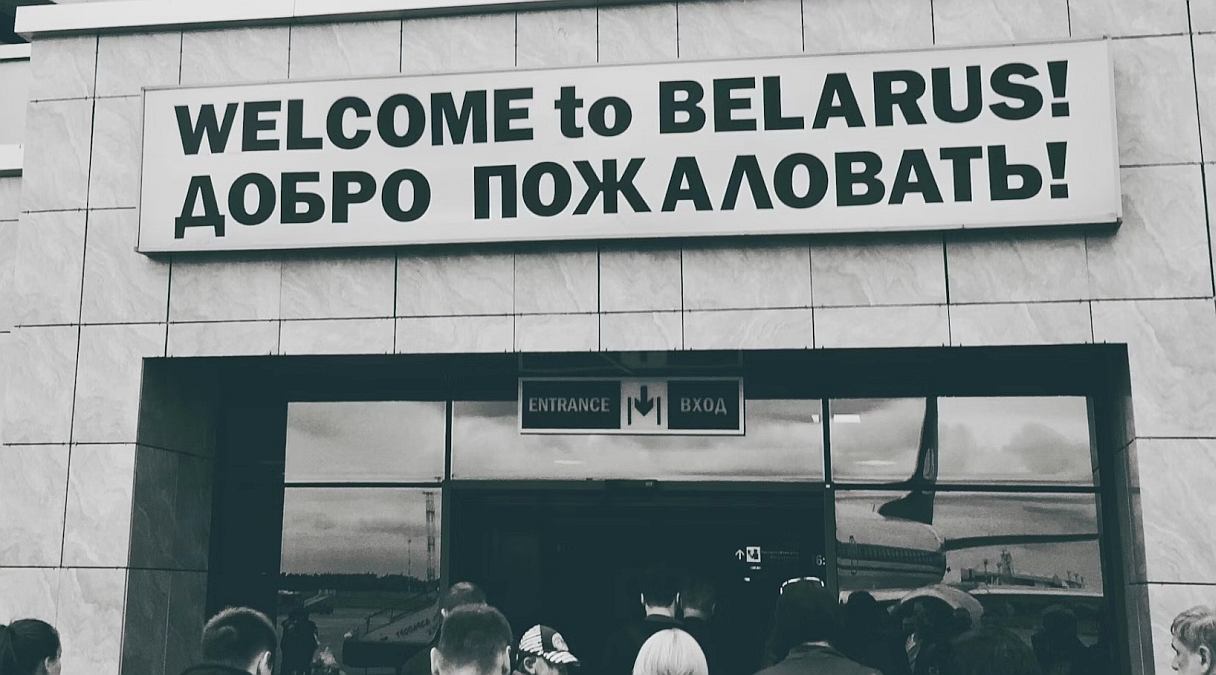 WELCOME to BELARUS!
ДОБРО ПОЖАЛОВАТЬ!
ENTRANCE ВХОД